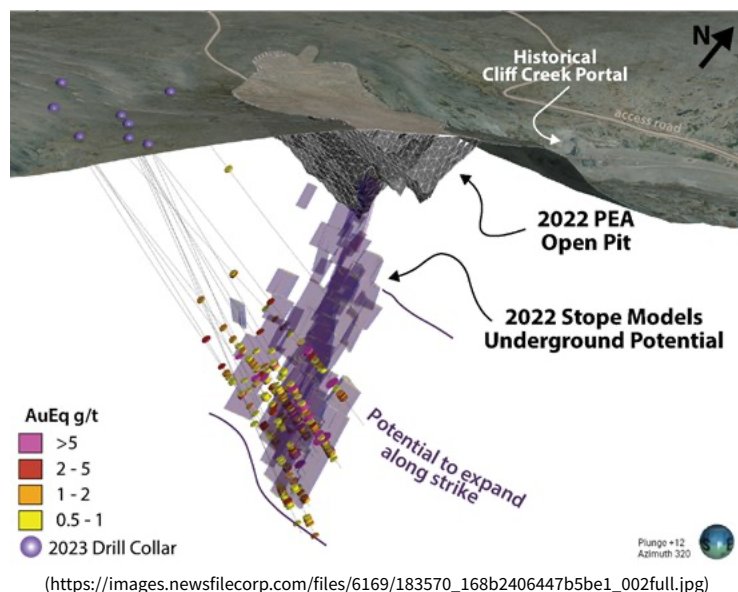 N
Historical
Cliff Creek Portal
access road
2022 PEA
Open Pit
2022 Stope Models
Underground Potential
Potential to expand
along strike
AuEq g/t
>5
2 - 5
1 - 2
0.5 - 1
2023 Drill Collar
Plunge +12
Azimuth 320
S E
(https://images.newsfilecorp.com/files/6169/183570_168b2406447b5be1_002full.jpg)